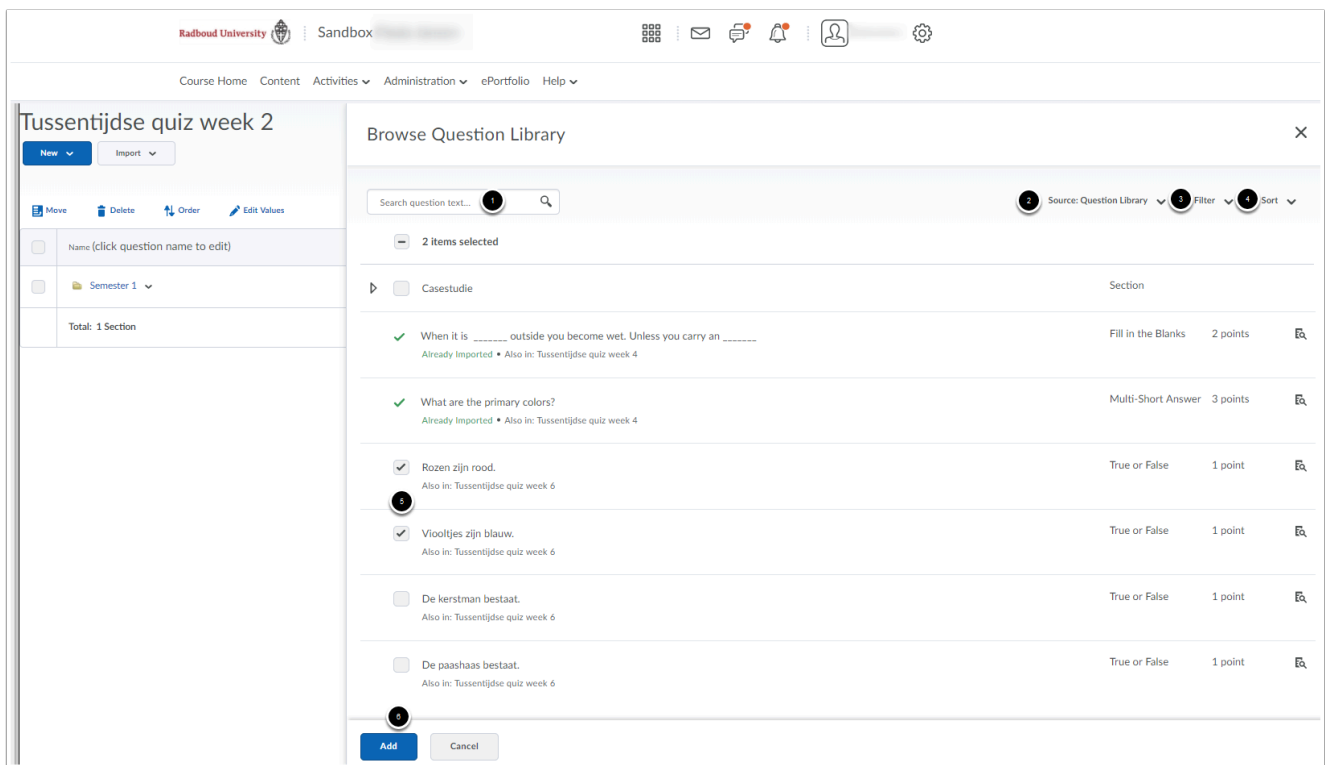 Radboud University Sandbox
Course Home Content Activities Administration ePortfolio Help
Tussentijdse quiz week 2
New Import
Move Delete Order Edit Values
Name (click question name to edit)
Semester 1
Total: 1 Section
Browse Question Library
Search question text... 1 2 Source: Question Library 3 Filter 4 Sort
2 items selected
Casestudie Section
When it is _______ outside you become wet. Unless you carry an _______ Fill in the Blanks 2 points
Already Imported • Also in: Tussentijdse quiz week 4
What are the primary colors? Multi-Short Answer 3 points
Already Imported • Also in: Tussentijdse quiz week 4
Rozen zijn rood. True or False 1 point
Also in: Tussentijdse quiz week 6
5
Viooltjes zijn blauw. True or False 1 point
Also in: Tussentijdse quiz week 6
De kerstman bestaat. True or False 1 point
Also in: Tussentijdse quiz week 6
De paashaas bestaat. True or False 1 point
Also in: Tussentijdse quiz week 6
6
Add Cancel